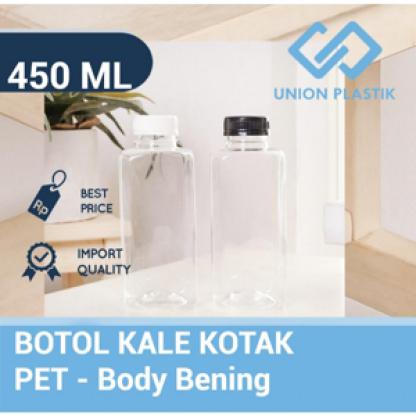 450 ML
UNION PLASTIK
Rp
BEST
PRICE
IMPORT
QUALITY
BOTOL KALE KOTAK
PET - Body Bening